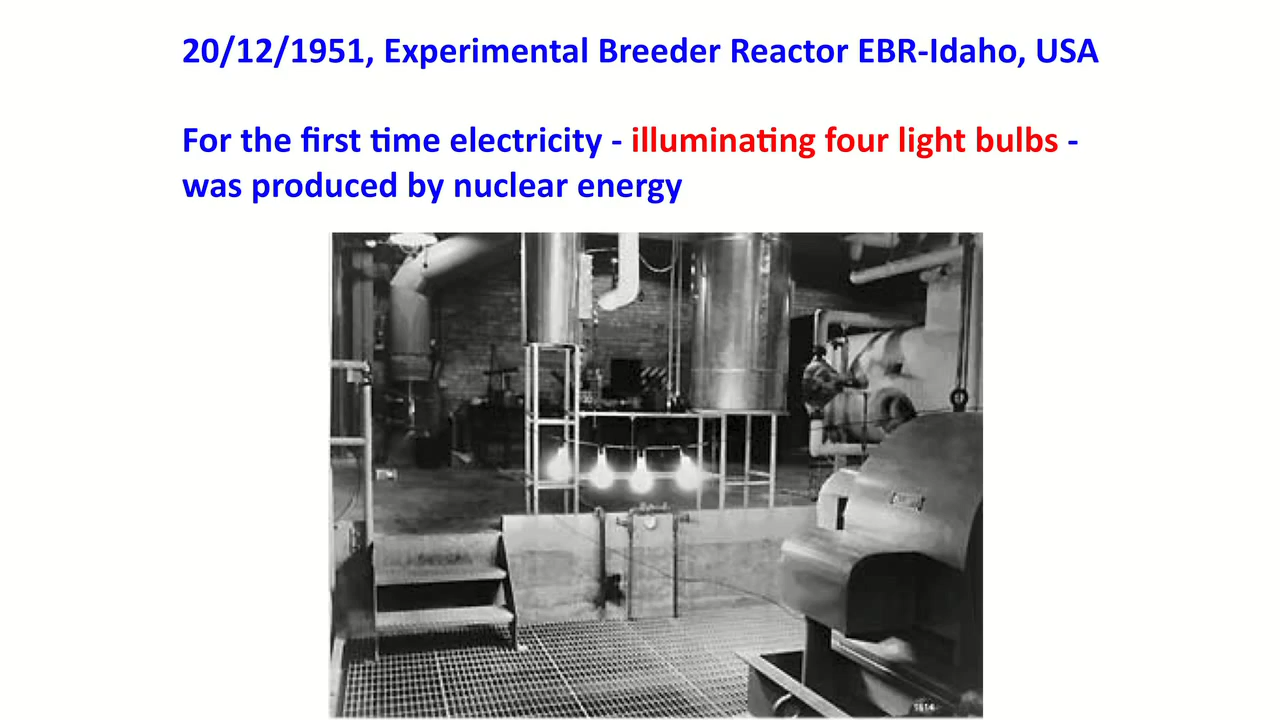 20/12/1951, Experimental Breeder Reactor EBR-Idaho, USA
For the first time electricity - illuminating four light bulbs -
was produced by nuclear energy
1814